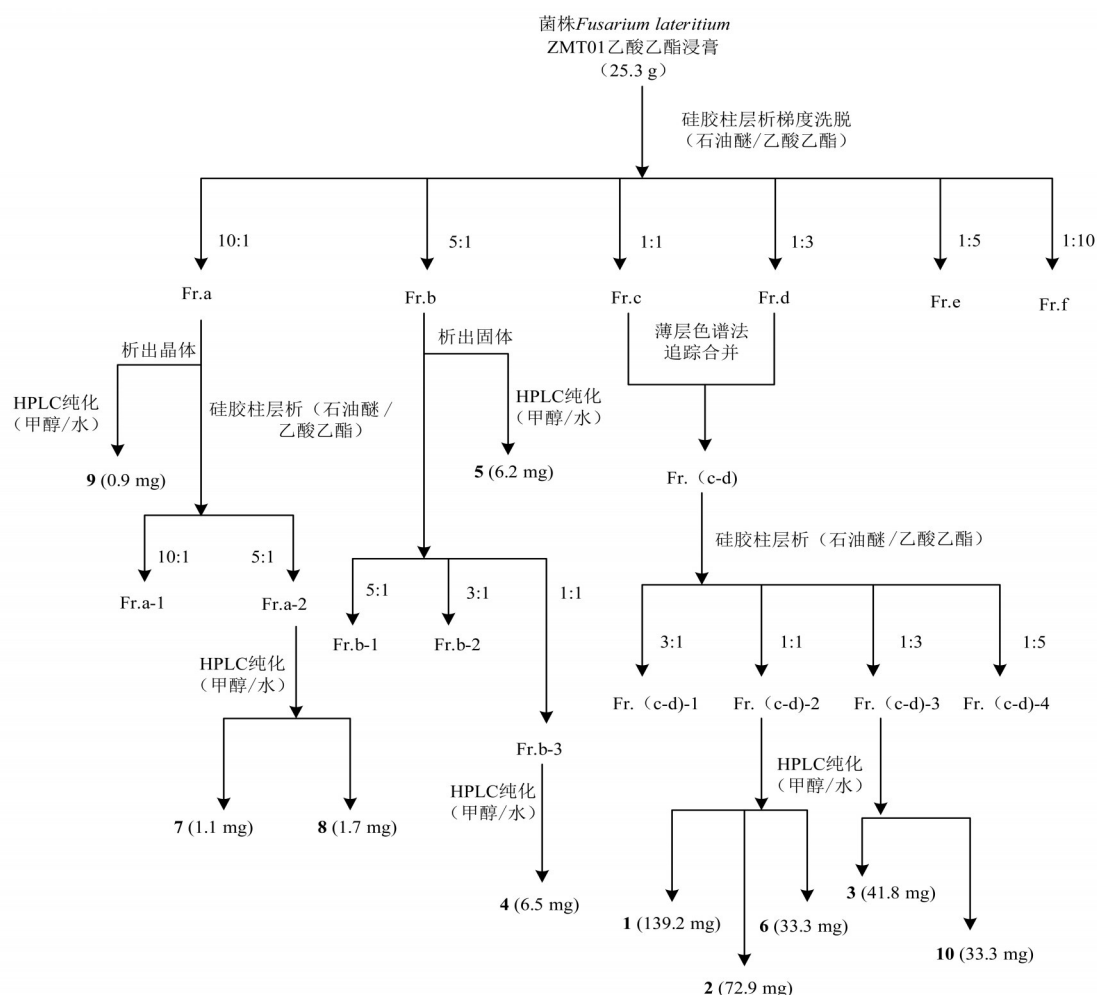 菌株Fusarium lateritium
ZMT01乙酸乙酯浸膏
（25.3 g）
硅胶柱层析梯度洗脱
（石油醚/乙酸乙酯）
10:1
5:1
1:1
1:3
1:5
1:10
Fr.a
Fr.b
Fr.c
Fr.d
Fr.e
Fr.f
析出晶体
析出固体
薄层色谱法
追踪合并
HPLC纯化
（甲醇/水）
硅胶柱层析（石油醚/
乙酸乙酯）
HPLC纯化
（甲醇/水）
9 (0.9 mg)
5 (6.2 mg)
Fr.（c-d）
硅胶柱层析（石油醚/乙酸乙酯）
10:1
5:1
5:1
3:1
1:1
Fr.a-1
Fr.a-2
Fr.b-1
Fr.b-2
3:1
1:1
1:3
1:5
HPLC纯化
（甲醇/水）
Fr.（c-d)-1
Fr.（c-d)-2
Fr.（c-d)-3
Fr.（c-d)-4
Fr.b-3
HPLC纯化
（甲醇/水）
HPLC纯化
（甲醇/水）
7 (1.1 mg)
8 (1.7 mg)
4 (6.5 mg)
1 (139.2 mg)
6 (33.3 mg)
3 (41.8 mg)
10 (33.3 mg)
2 (72.9 mg)